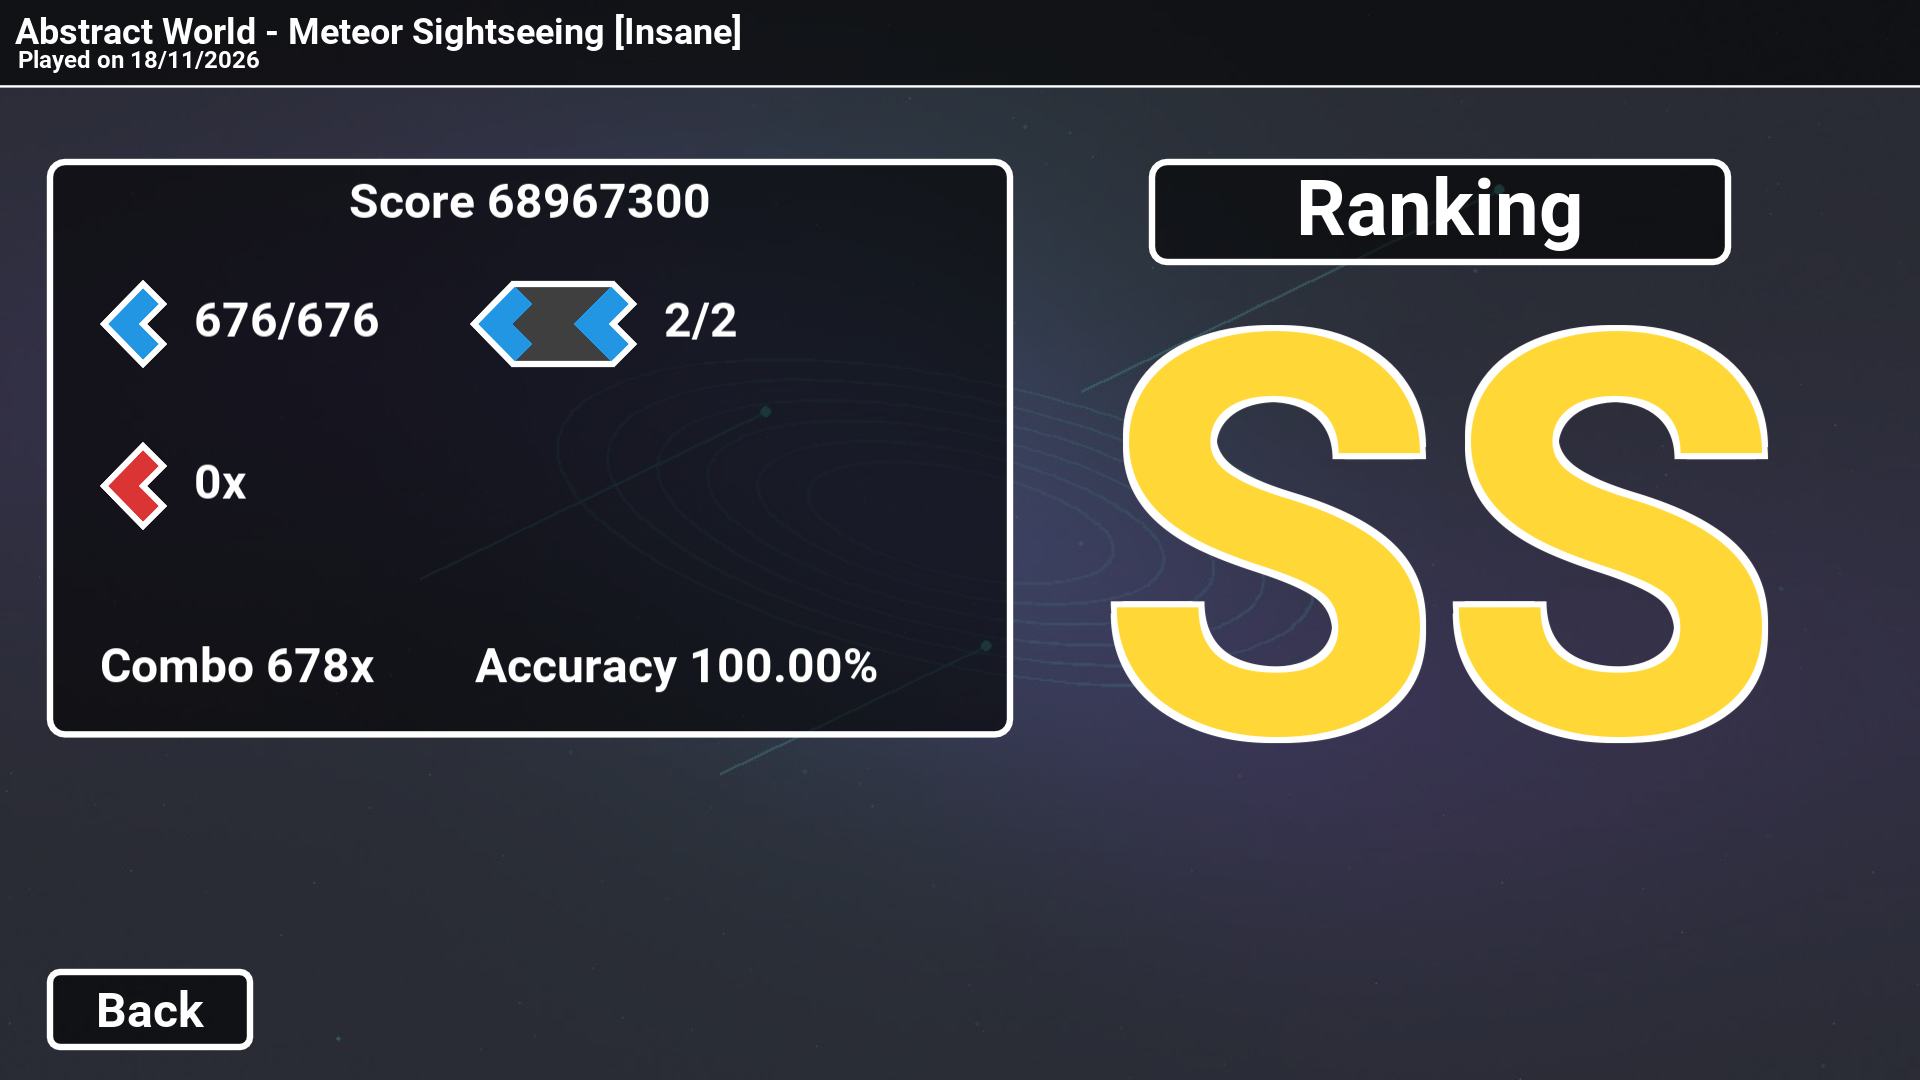 Abstract World - Meteor Sightseeing [Insane]
Played on 18/11/2026
Score 68967300
676/676
2/2
0x
Combo 678x
Accuracy 100.00%
Ranking
SS
Back